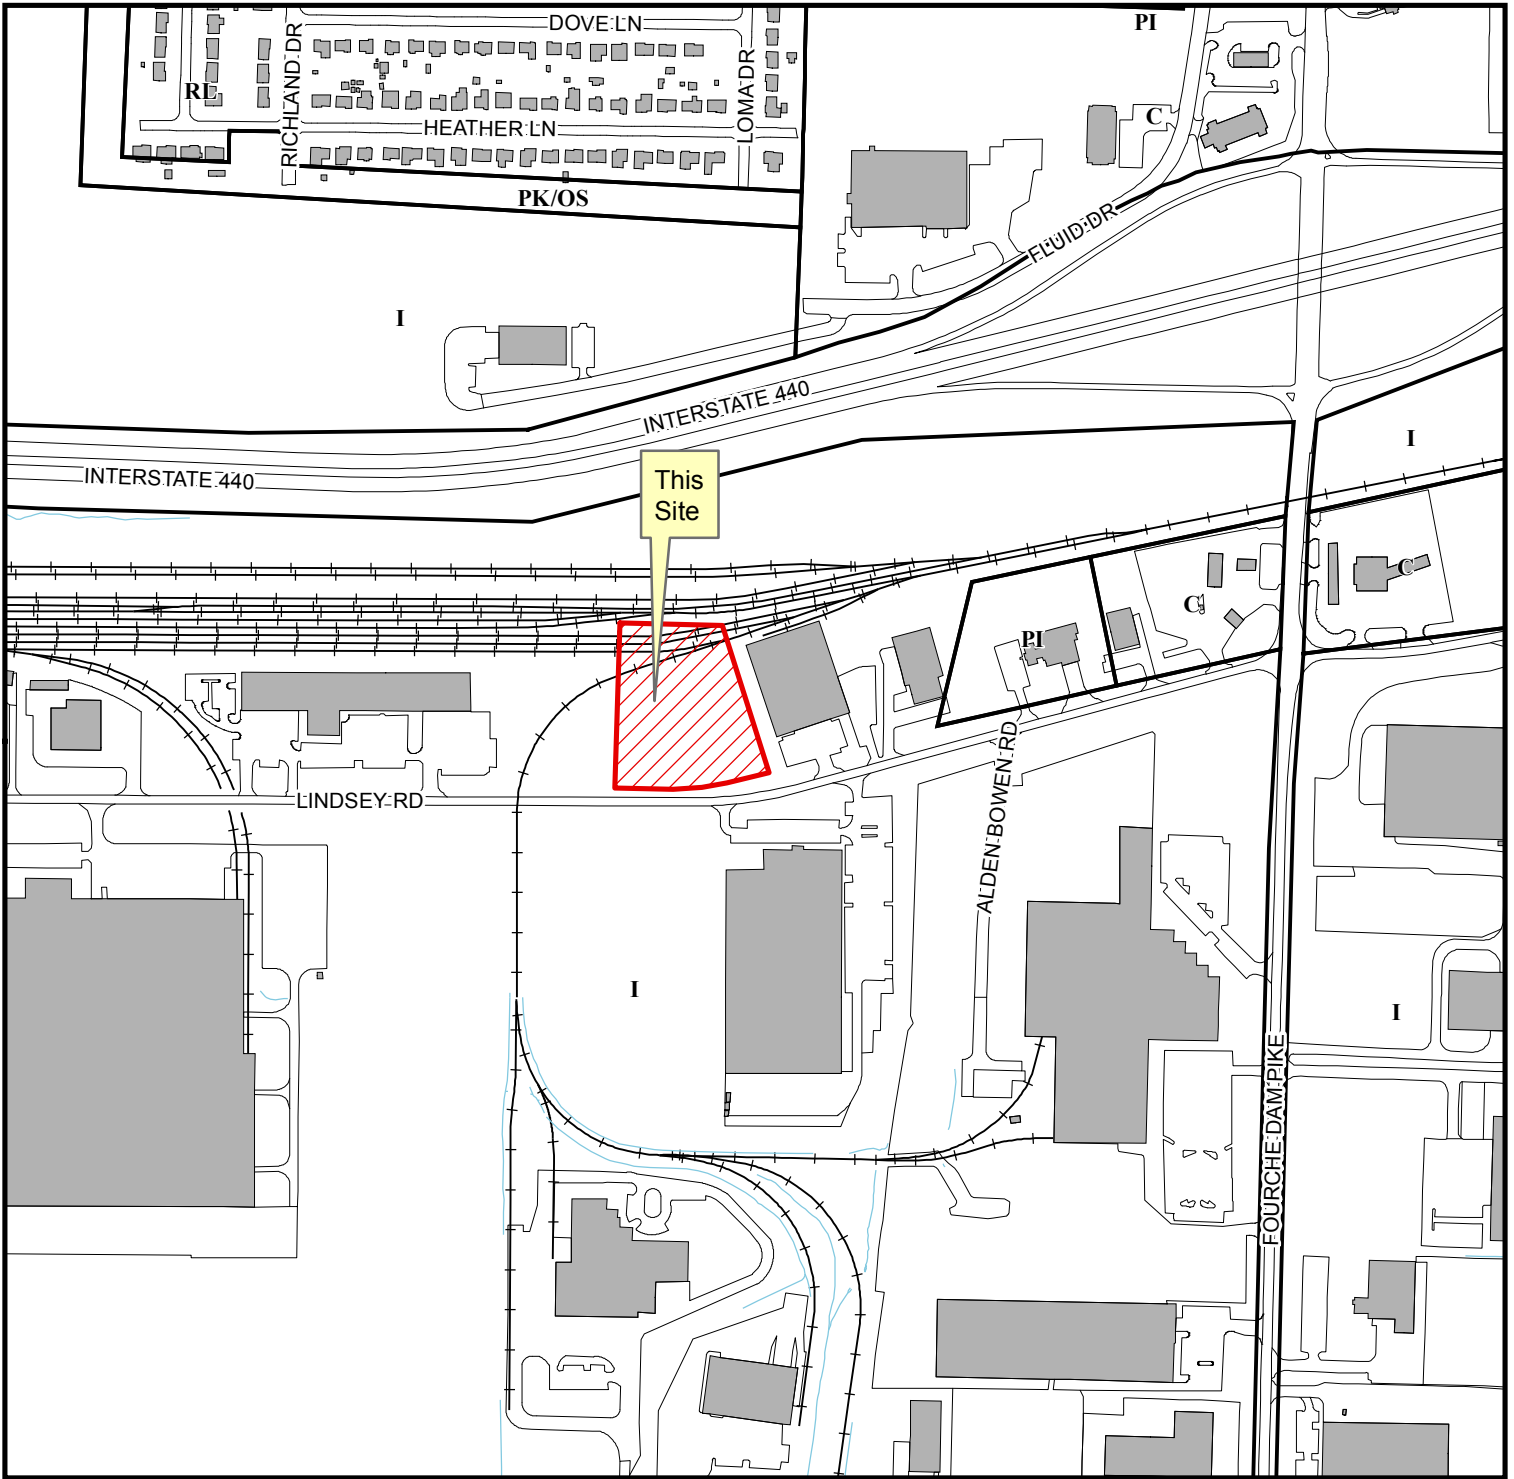 DOVE LN
PI
RL
RICHLAND DR
LOMA DR
C
HEATHER LN
PK/OS
FLUID DR
I
INTERSTATE 440
INTERSTATE 440
I
This
Site
C
C
PI
LINDSEY RD
ALDEN BOWEN RD
I
I
FOURCHE DAM PIKE